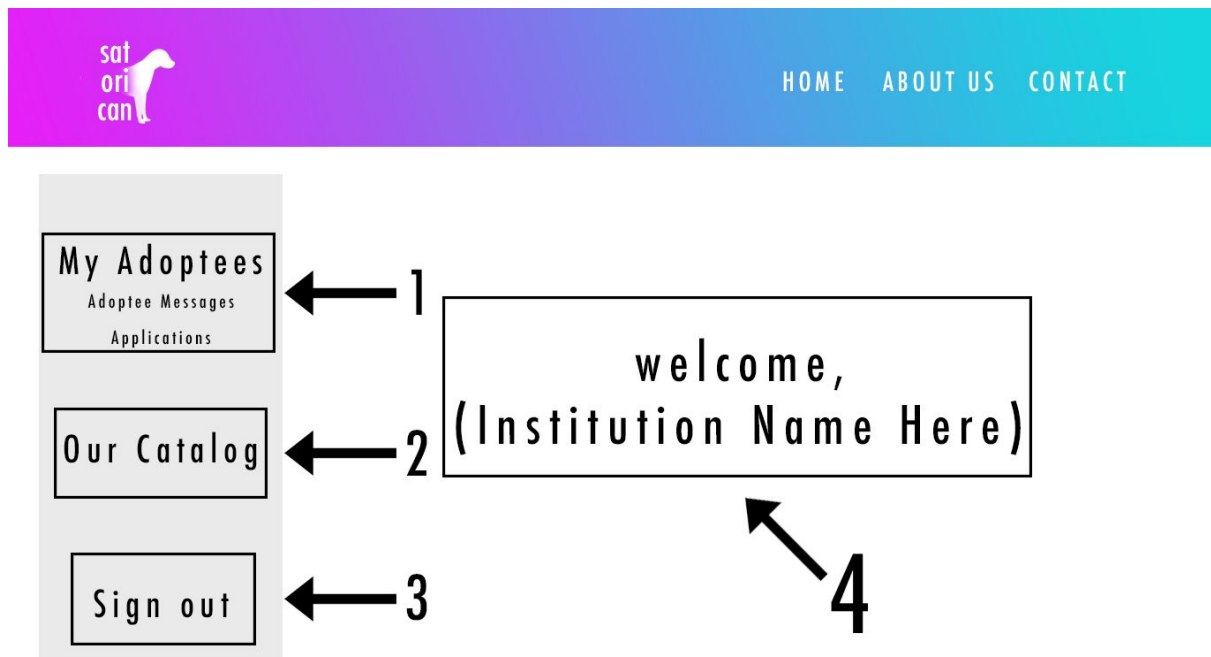 sat
ori
can
HOME ABOUT US CONTACT
My Adoptees
Adoptee Messages
Applications
1
welcome,
(Institution Name Here)
Our Catalog
2
Sign out
3
4